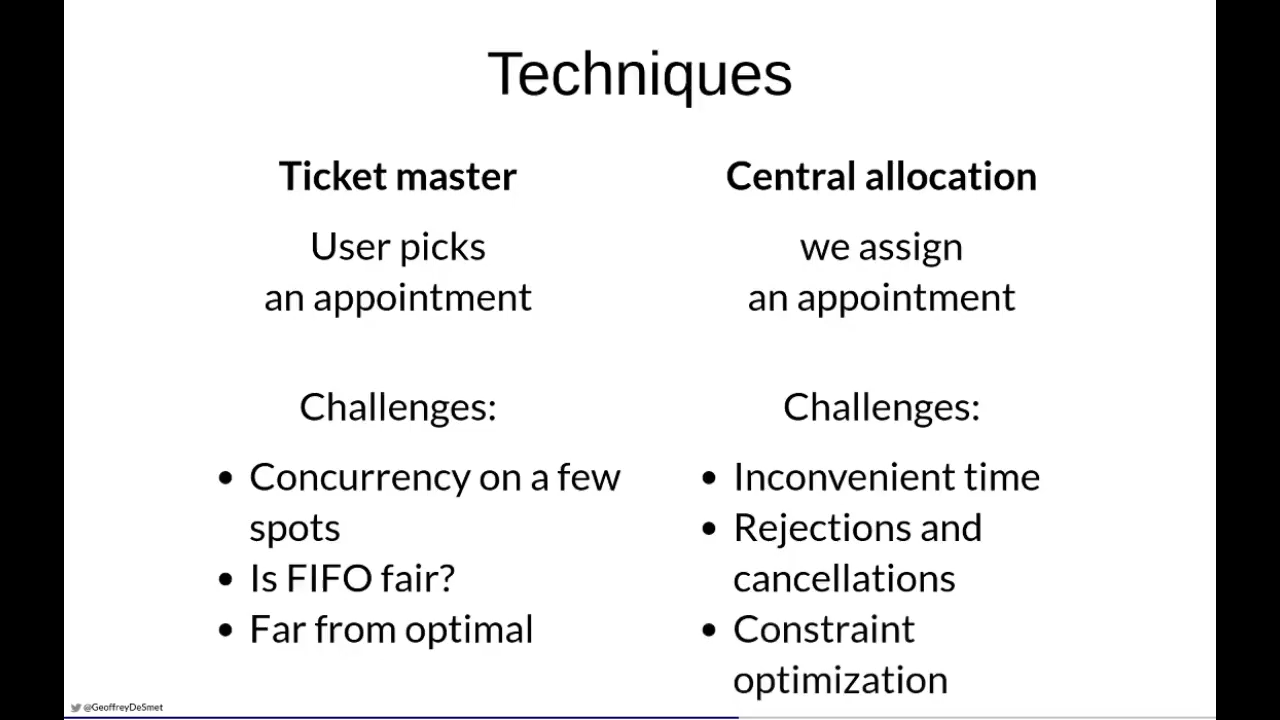 Techniques
Ticket master
User picks
an appointment
Challenges:
• Concurrency on a few
spots
• Is FIFO fair?
• Far from optimal
Central allocation
we assign
an appointment
Challenges:
• Inconvenient time
• Rejections and
cancellations
• Constraint
optimization
@GeoffreyDeSmet